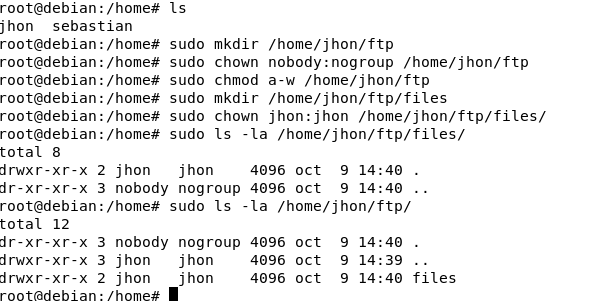 root@debian:/home# ls
jhon  sebastian
root@debian:/home# sudo mkdir /home/jhon/ftp
root@debian:/home# sudo chown nobody:nogroup /home/jhon/ftp
root@debian:/home# sudo chmod a-w /home/jhon/ftp
root@debian:/home# sudo mkdir /home/jhon/ftp/files
root@debian:/home# sudo chown jhon:jhon /home/jhon/ftp/files/
root@debian:/home# sudo ls -la /home/jhon/ftp/files/
total 8
drwxr-xr-x 2 jhon   jhon    4096 oct  9 14:40 .
dr-xr-xr-x 3 nobody nogroup 4096 oct  9 14:40 ..
root@debian:/home# sudo ls -la /home/jhon/ftp/
total 12
dr-xr-xr-x 3 nobody nogroup 4096 oct  9 14:40 .
drwxr-xr-x 3 jhon   jhon    4096 oct  9 14:39 ..
drwxr-xr-x 2 jhon   jhon    4096 oct  9 14:40 files
root@debian:/home#